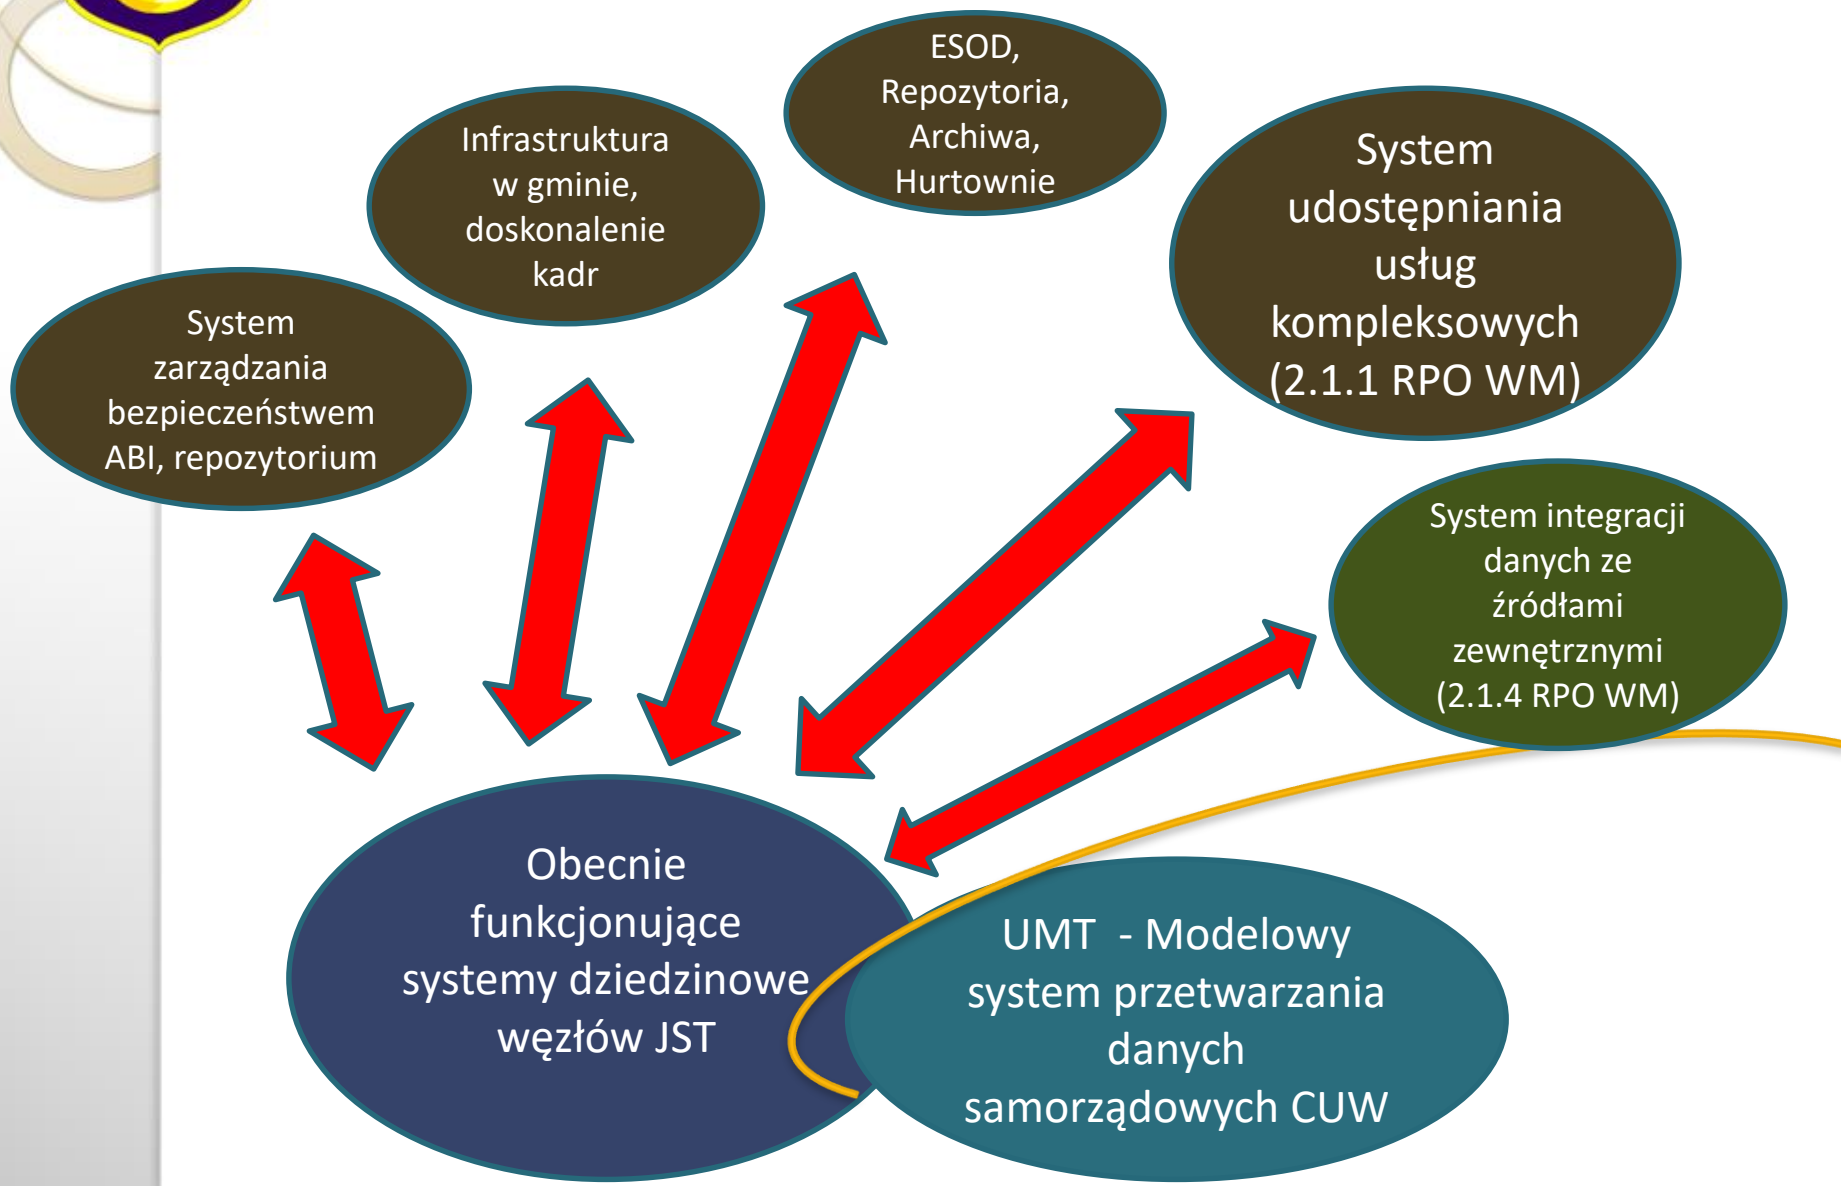 ESOD,
Repozytoria,
Archiwa,
Hurtownie
Infrastruktura
w gminie,
doskonalenie
kadr
System
udostępniania
usług
kompleksowych
(2.1.1 RPO WM)
System
zarządzania
bezpieczeństwem
ABI, repozytorium
System integracji
danych ze
źródłami
zewnętrznymi
(2.1.4 RPO WM)
Obecnie
funkcjonujące
systemy dziedzinowe
węzłów JST
UMT - Modelowy
system przetwarzania
danych
samorządowych CUW